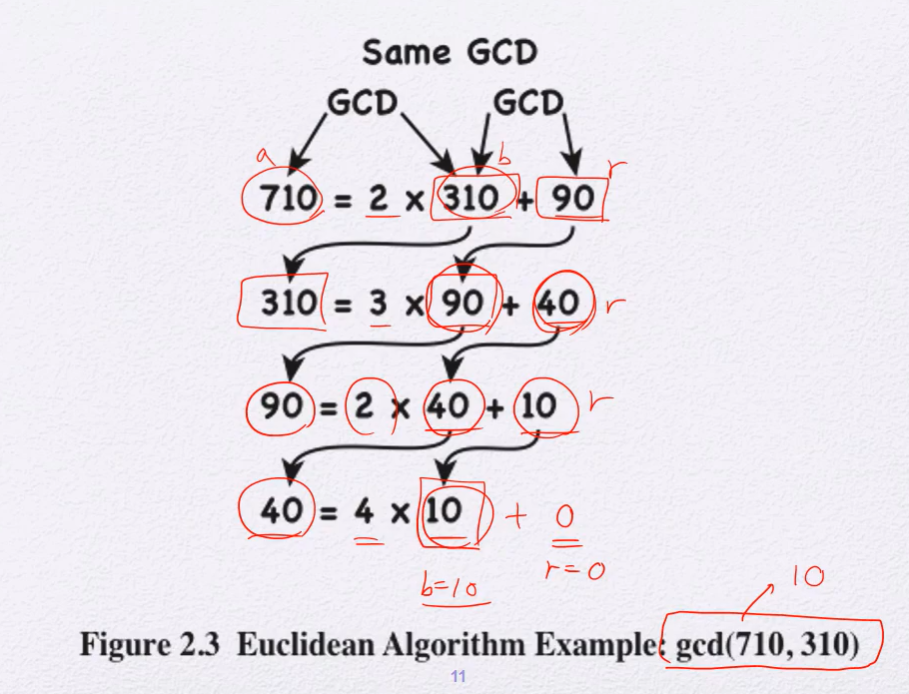 Same GCD
GCD GCD
a b r
710 = 2 × 310 + 90
310 = 3 × 90 + 40 r
90 = 2 × 40 + 10 r
40 = 4 × 10 + 0
b=10 r=0
10
Figure 2.3 Euclidean Algorithm Example: gcd(710, 310)
11